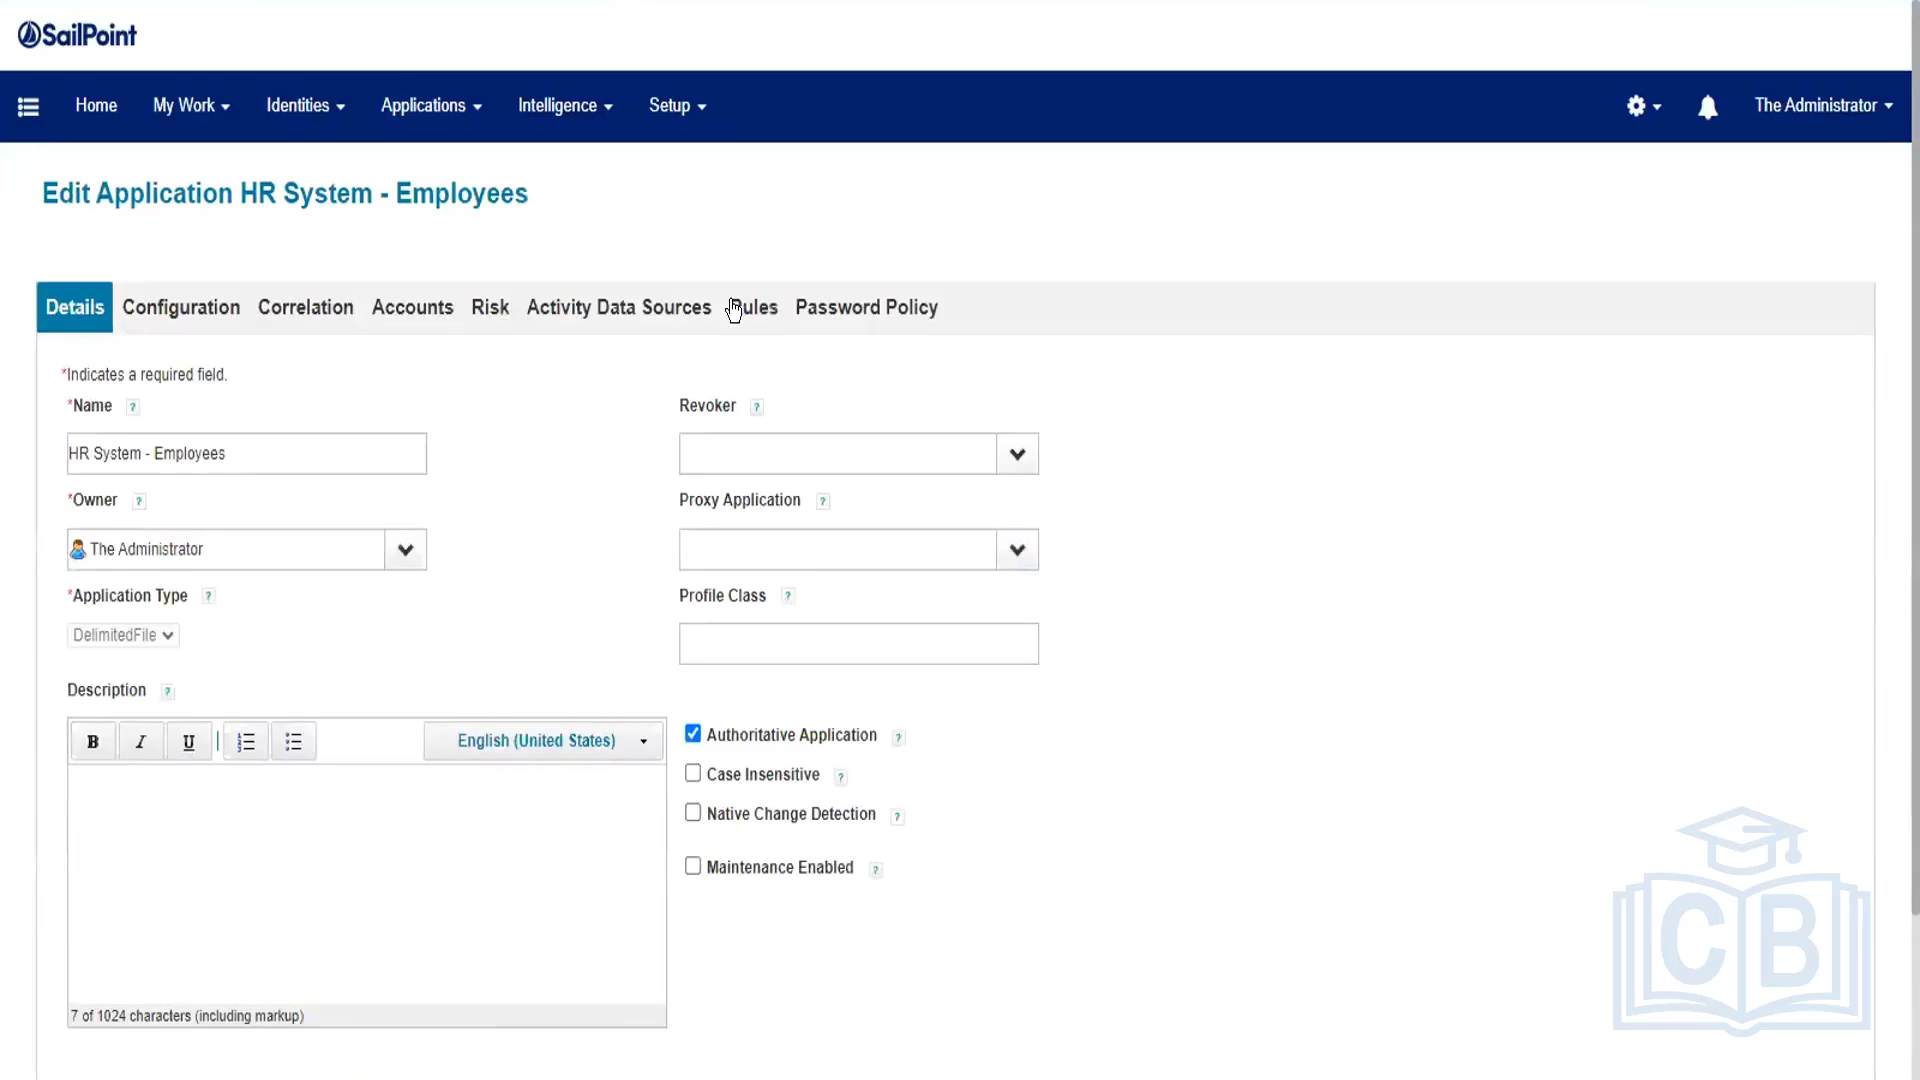 SailPoint
Home My Work Identities Applications Intelligence Setup The Administrator
Edit Application HR System - Employees
Details Configuration Correlation Accounts Risk Activity Data Sources Rules Password Policy
*Indicates a required field.
*Name ? Revoker ?
HR System - Employees
*Owner ? Proxy Application ?
The Administrator
*Application Type ? Profile Class ?
DelimitedFile
Description ?
B I U English (United States)
Authoritative Application ?
Case Insensitive ?
Native Change Detection ?
Maintenance Enabled ?
7 of 1024 characters (including markup)
CB